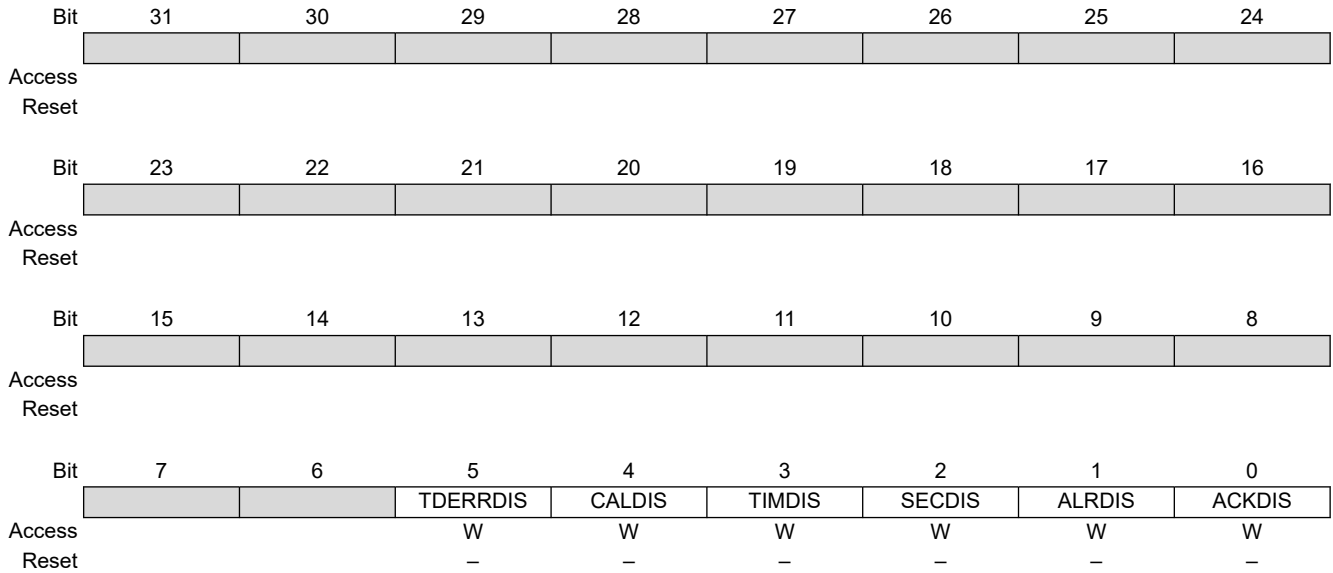 Bit 31 30 29 28 27 26 25 24
Access
Reset
Bit 23 22 21 20 19 18 17 16
Access
Reset
Bit 15 14 13 12 11 10 9 8
Access
Reset
Bit 7 6 5 4 3 2 1 0
TDERRDIS CALDIS TIMDIS SECDIS ALRDIS ACKDIS
Access W W W W W W
Reset – – – – – –